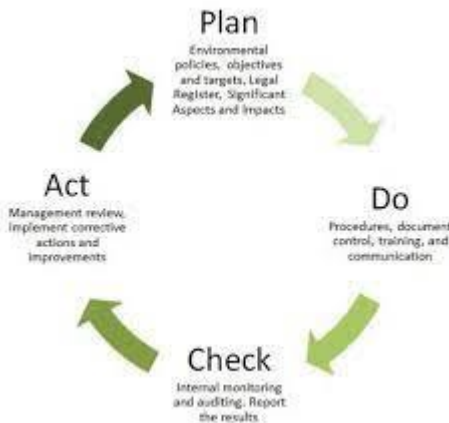 Plan
Environmental
policies, objectives
and targets, Legal
Register, Significant
Aspects and Impacts
Do
Procedures, document
control, training, and
communication
Check
Internal monitoring
and auditing. Report
the results
Act
Management review,
implement corrective
actions and
improvements